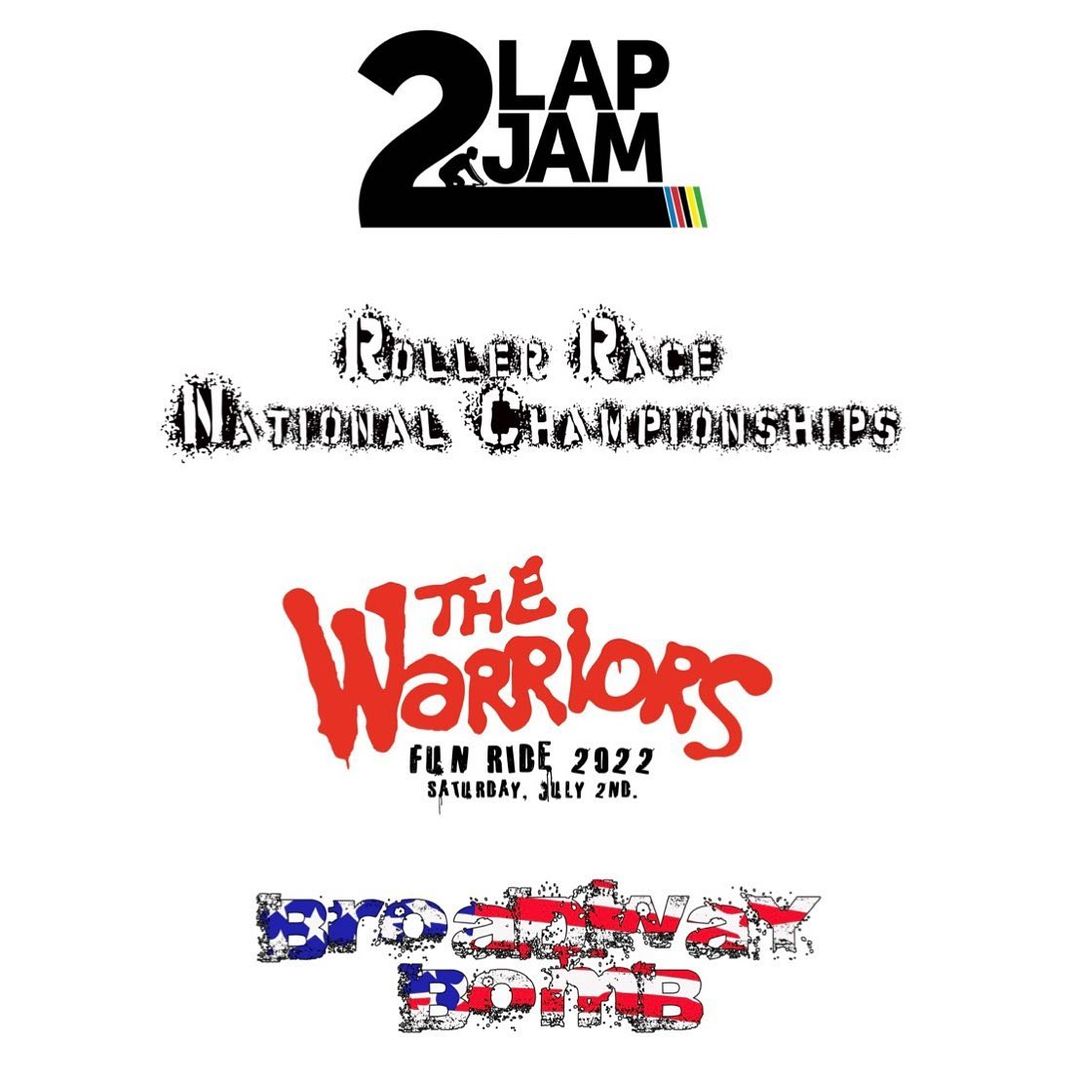 2 LAP
JAM
ROLLER RACE
NATIONAL CHAMPIONSHIPS
THE
WARRIORS
FUN RIDE 2022
SATURDAY, JULY 2ND.
Broadway
Bomb